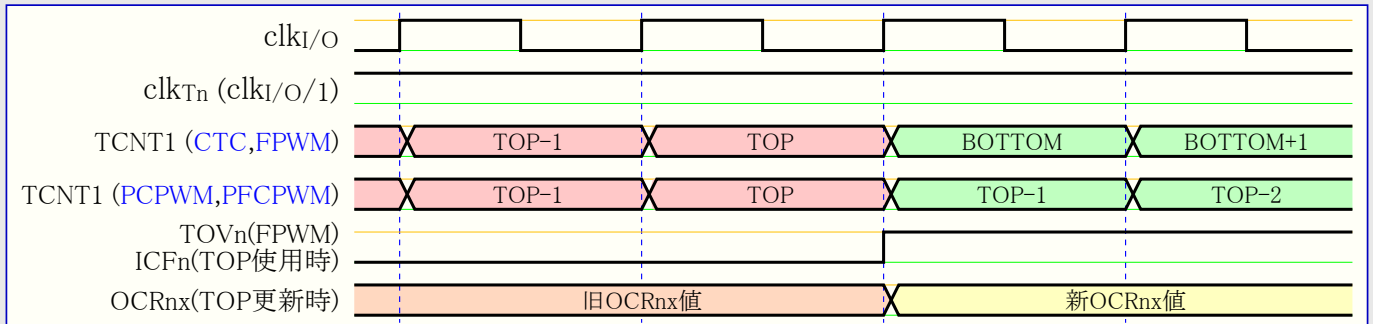 clkI/O
clkTn (clkI/O/1)
TCNT1 (CTC,FPWM) TOP-1 TOP BOTTOM BOTTOM+1
TCNT1 (PCPWM,PFCPWM) TOP-1 TOP TOP-1 TOP-2
TOVn(FPWM)
ICFn(TOP使用時)
OCRnx(TOP更新時) 旧OCRnx値 新OCRnx値